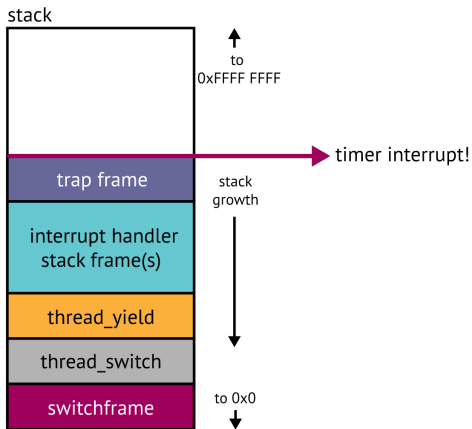 stack
to
0xFFFF FFFF
timer interrupt!
trap frame
stack
growth
interrupt handler
stack frame(s)
thread_yield
thread_switch
to 0x0
switchframe